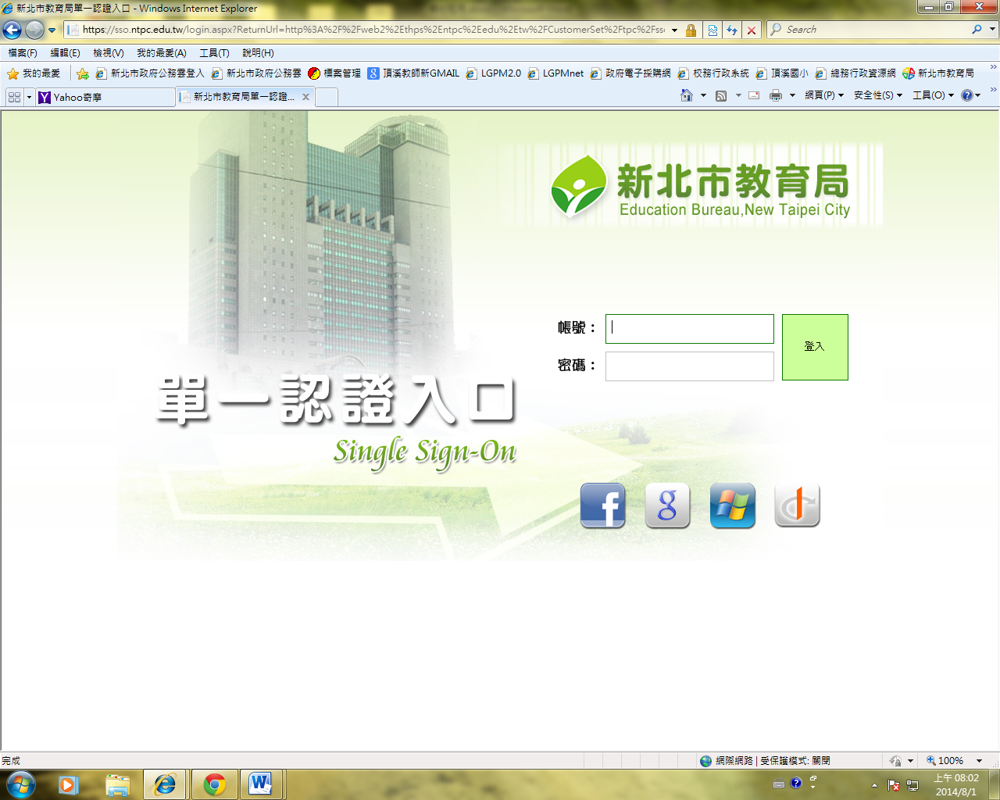 新北市教育局單一認證入口 - Windows Internet Explorer
https://sso.ntpc.edu.tw/login.aspx?ReturnUrl=http%3A%2F%2Fweb2%2Ethps%2Entpc%2Eedu%2Etw%2FCustomerSet%2Ftpc%2Fss
Search
檔案(F) 編輯(E) 檢視(V) 我的最愛(A) 工具(T) 說明(H)
我的最愛 新北市政府公務雲登入 新北市政府公務雲 標案管理 頂溪教師新GMAIL LGPM2.0 LGPMnet 政府電子採購網 校務行政系統 頂溪國小 總務行政資源網 新北市教育局
Yahoo奇摩 新北市教育局單一認證... 網頁(P) 安全性(S) 工具(O)
新北市教育局
Education Bureau,New Taipei City
帳號：
登入
密碼：
單一認證入口
Single Sign-On
完成 網際網路 | 受保護模式: 關閉 100%
上午 08:02
2014/8/1